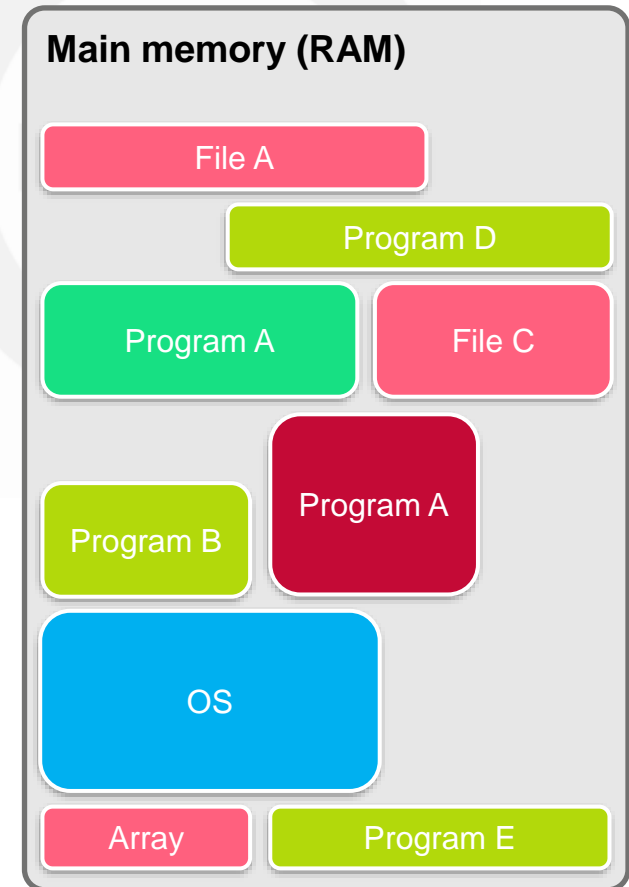 Main memory (RAM)
File A
Program D
Program A
File C
Program A
Program B
OS
Array
Program E